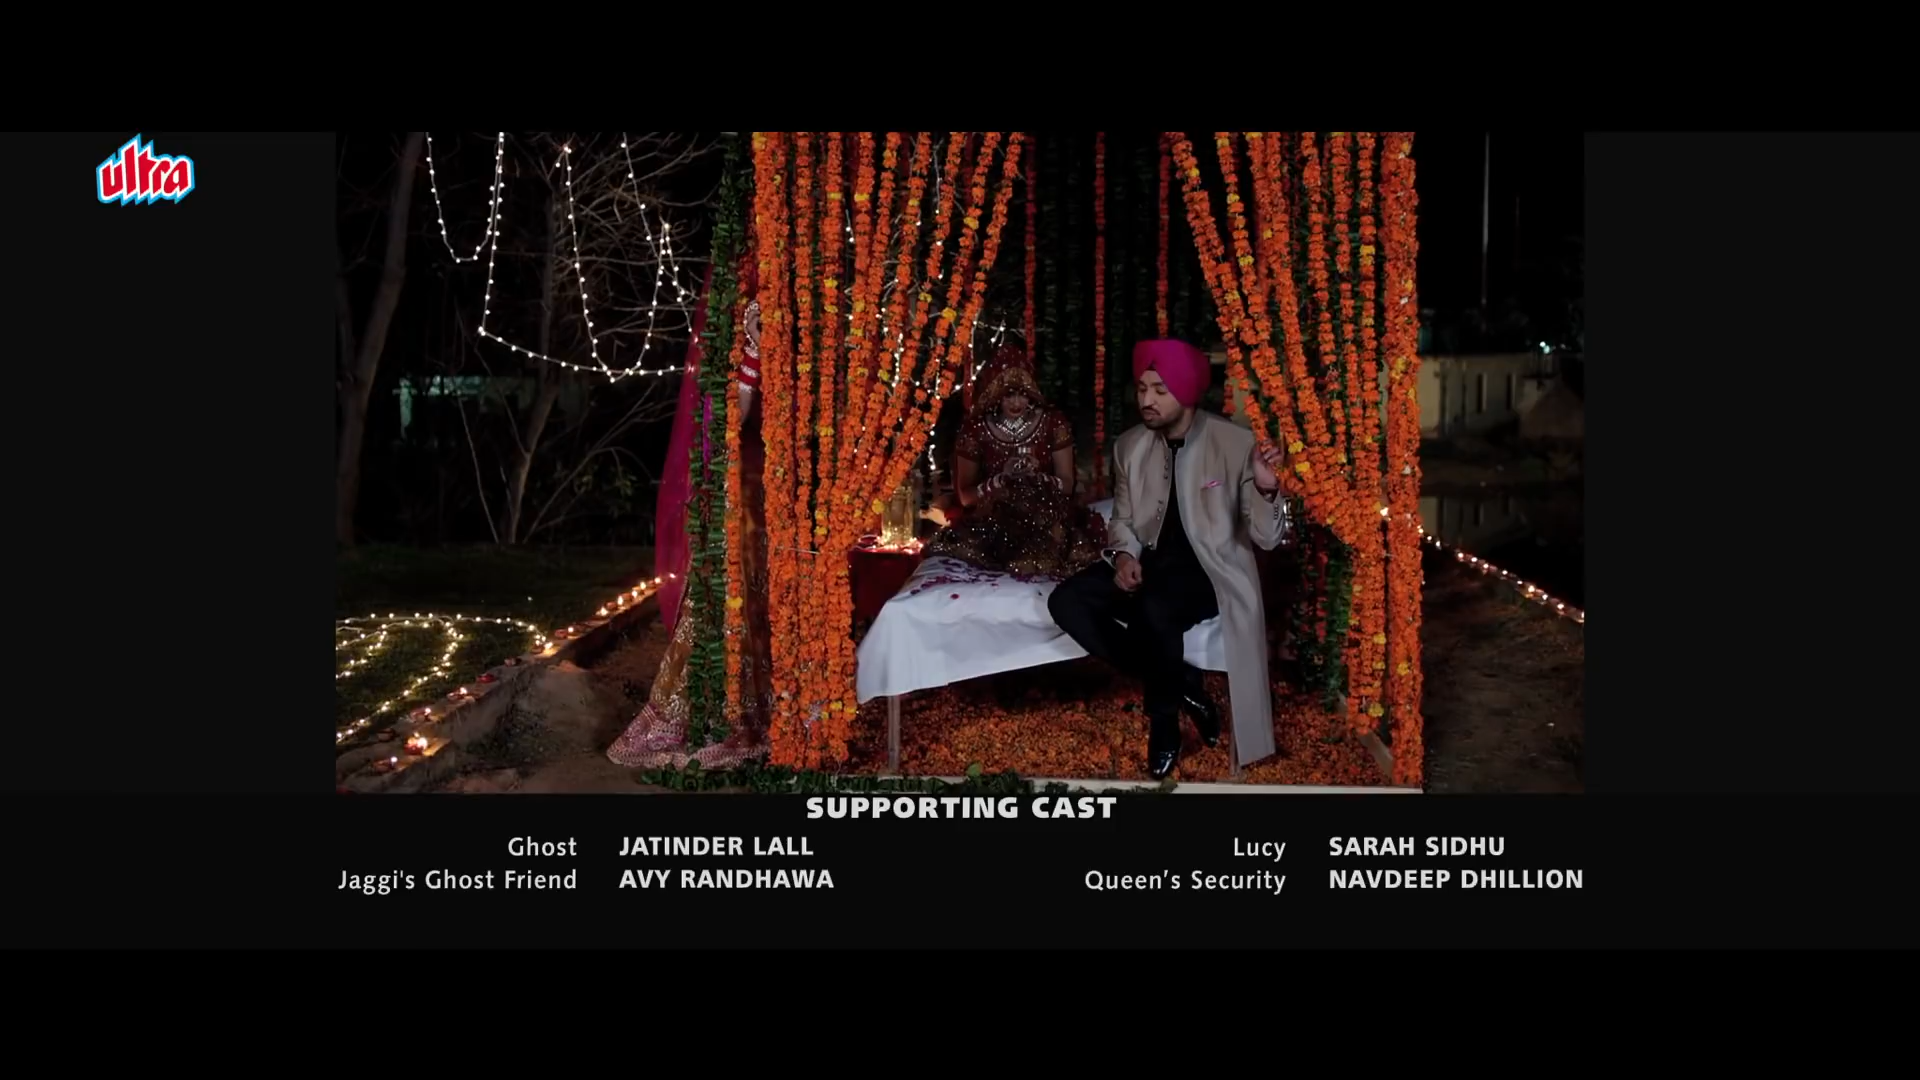 ultra
SUPPORTING CAST
Ghost JATINDER LALL
Jaggi's Ghost Friend AVY RANDHAWA
Lucy SARAH SIDHU
Queen’s Security NAVDEEP DHILLION